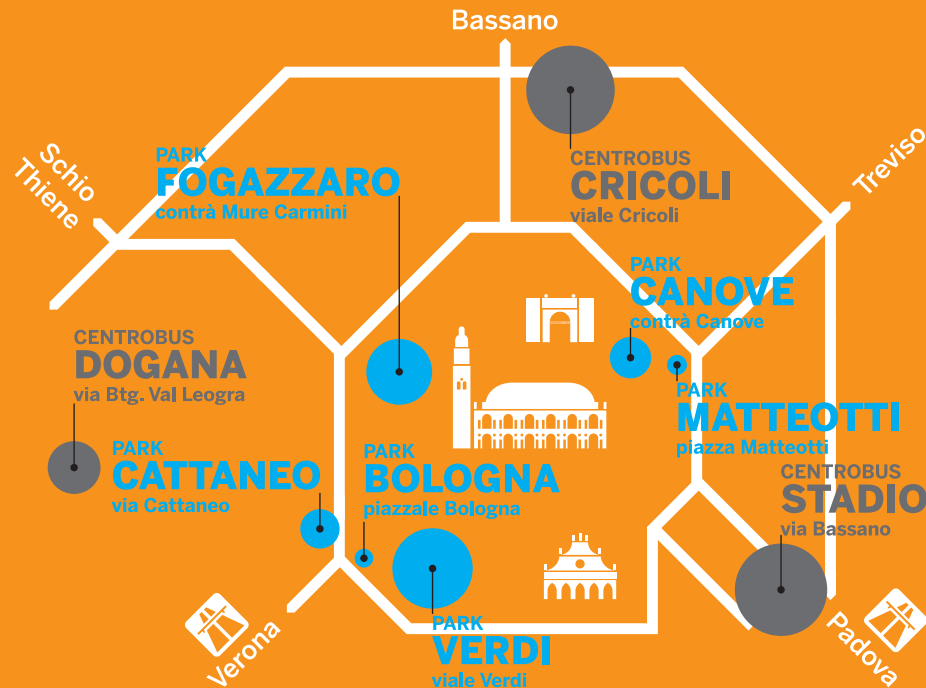 Bassano
Schio
Thiene
PARK
FOGAZZARO
contrà Mure Carmini
CENTROBUS
CRICOLI
viale Cricoli
Treviso
PARK
CANOVE
contrà Canove
CENTROBUS
DOGANA
via Btg. Val Leogra
PARK
MATTEOTTI
piazza Matteotti
PARK
CATTANEO
via Cattaneo
PARK
BOLOGNA
piazzale Bologna
CENTROBUS
STADIO
via Bassano
Verona
PARK
VERDI
viale Verdi
Padova